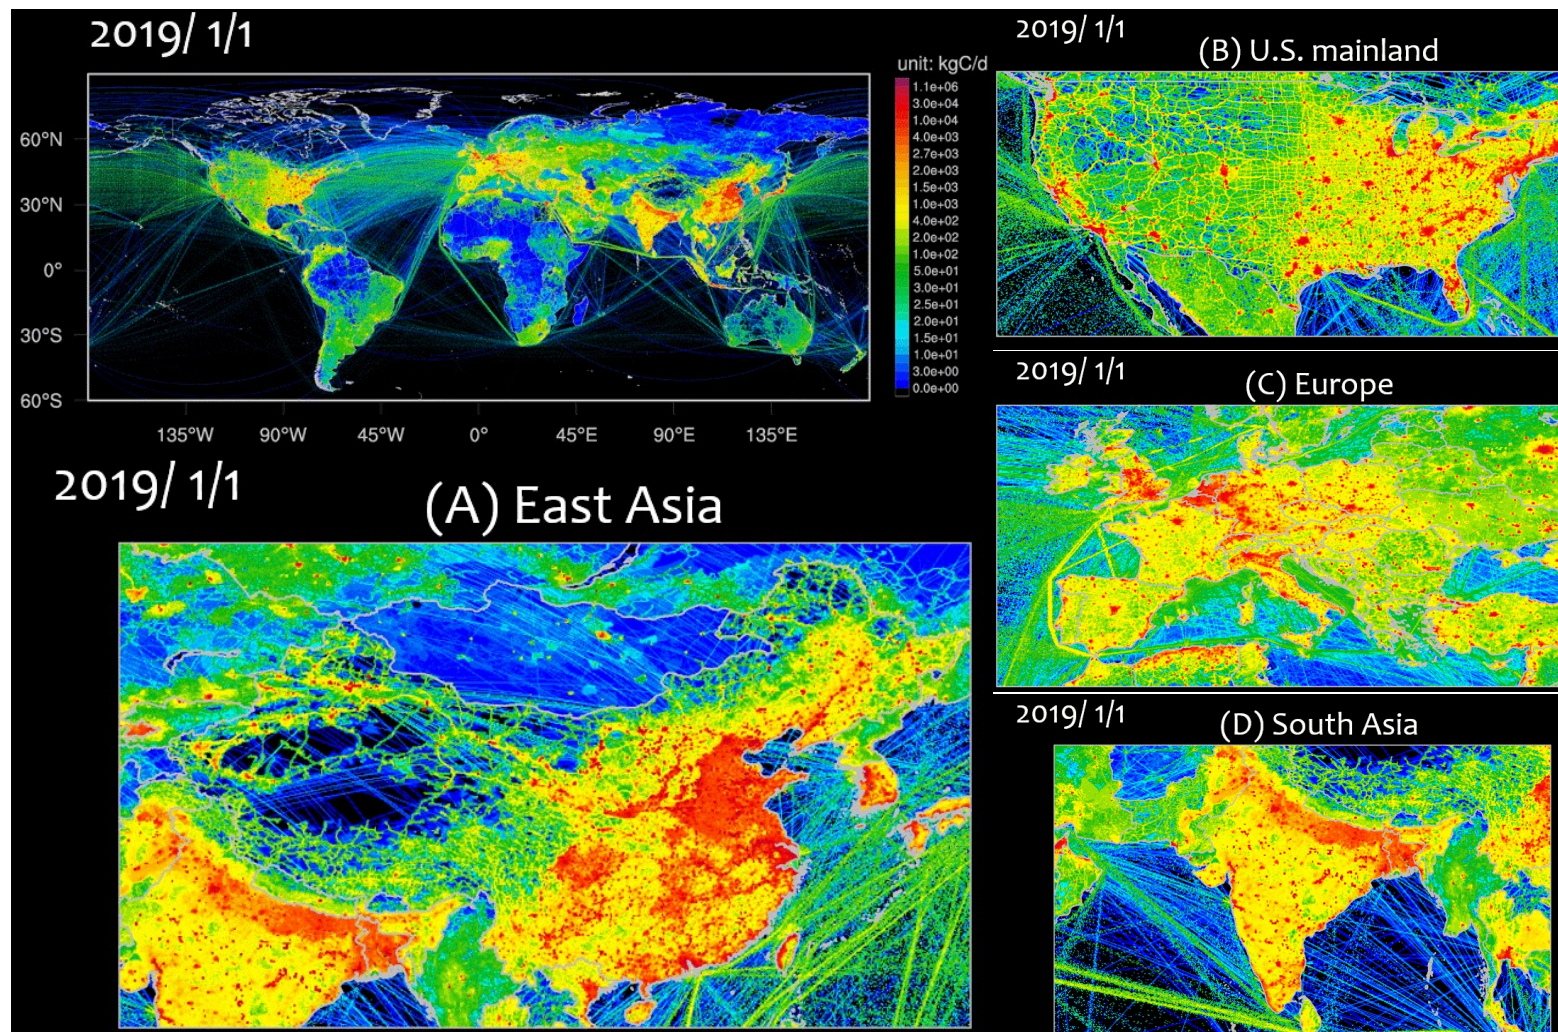 2019/ 1/1
unit: kgC/d
1.1e+06
3.0e+04
1.0e+04
4.0e+03
2.7e+03
2.0e+03
1.5e+03
1.0e+03
4.0e+02
2.0e+02
1.0e+02
5.0e+01
3.0e+01
2.5e+01
2.0e+01
1.5e+01
1.0e+01
3.0e+00
0.0e+00
60°N
30°N
0°
30°S
60°S
135°W 90°W 45°W 0° 45°E 90°E 135°E
2019/ 1/1
(A) East Asia
2019/ 1/1
(B) U.S. mainland
2019/ 1/1
(C) Europe
2019/ 1/1
(D) South Asia